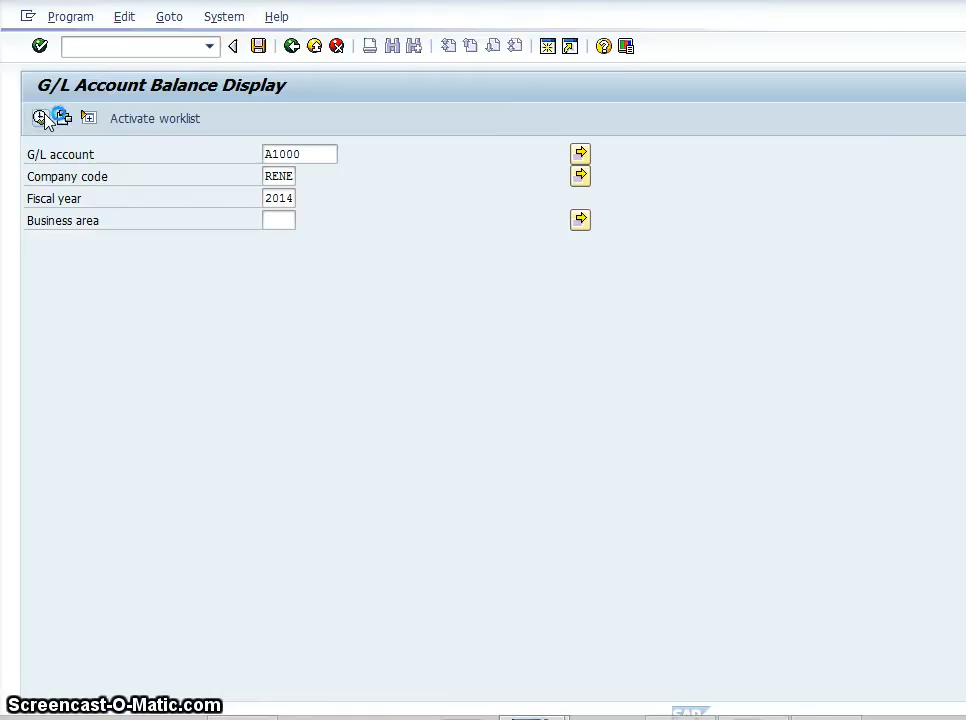 Program Edit Goto System Help
G/L Account Balance Display
Activate worklist
G/L account A1000
Company code RENE
Fiscal year 2014
Business area
SAP
Screencast-O-Matic.com